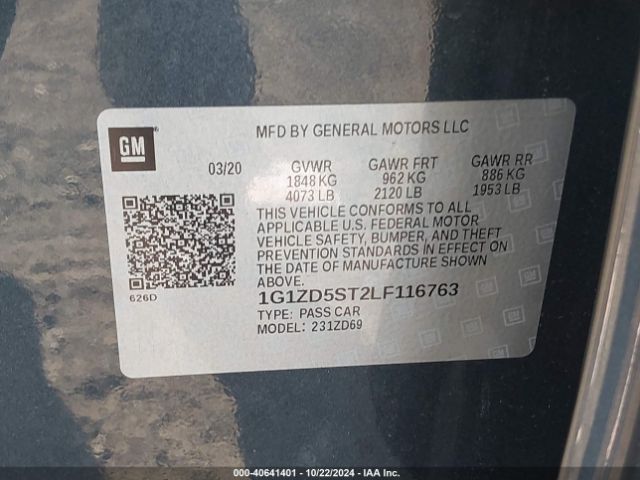 GM
MFD BY GENERAL MOTORS LLC
03/20 GVWR GAWR FRT GAWR RR
1848 KG 962 KG 886 KG
4073 LB 2120 LB 1953 LB
THIS VEHICLE CONFORMS TO ALL
APPLICABLE U.S. FEDERAL MOTOR
VEHICLE SAFETY, BUMPER, AND THEFT
PREVENTION STANDARDS IN EFFECT ON
THE DATE OF MANUFACTURE SHOWN
ABOVE.
626D
1G1ZD5ST2LF116763
TYPE: PASS CAR
MODEL: 231ZD69
000-40641401 - 10/22/2024 - IAA Inc.